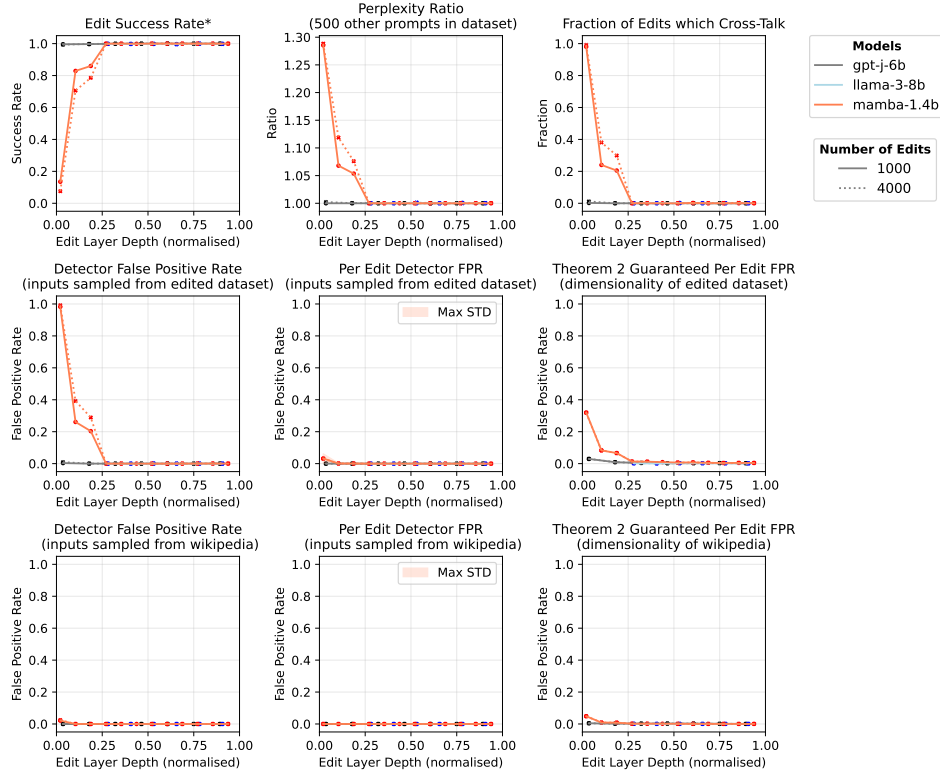 Edit Success Rate*
Success Rate
1.0
0.8
0.6
0.4
0.2
0.0
0.00 0.25 0.50 0.75 1.00
Edit Layer Depth (normalised)
Perplexity Ratio
(500 other prompts in dataset)
Ratio
1.30
1.25
1.20
1.15
1.10
1.05
1.00
0.00 0.25 0.50 0.75 1.00
Edit Layer Depth (normalised)
Fraction of Edits which Cross-Talk
Fraction
1.0
0.8
0.6
0.4
0.2
0.0
0.00 0.25 0.50 0.75 1.00
Edit Layer Depth (normalised)
Models
gpt-j-6b
llama-3-8b
mamba-1.4b
Number of Edits
1000
4000
Detector False Positive Rate
(inputs sampled from edited dataset)
False Positive Rate
1.0
0.8
0.6
0.4
0.2
0.0
0.00 0.25 0.50 0.75 1.00
Edit Layer Depth (normalised)
Per Edit Detector FPR
(inputs sampled from edited dataset)
Max STD
False Positive Rate
1.0
0.8
0.6
0.4
0.2
0.0
0.00 0.25 0.50 0.75 1.00
Edit Layer Depth (normalised)
Theorem 2 Guaranteed Per Edit FPR
(dimensionality of edited dataset)
False Positive Rate
1.0
0.8
0.6
0.4
0.2
0.0
0.00 0.25 0.50 0.75 1.00
Edit Layer Depth (normalised)
Detector False Positive Rate
(inputs sampled from wikipedia)
False Positive Rate
1.0
0.8
0.6
0.4
0.2
0.0
0.00 0.25 0.50 0.75 1.00
Edit Layer Depth (normalised)
Per Edit Detector FPR
(inputs sampled from wikipedia)
Max STD
False Positive Rate
1.0
0.8
0.6
0.4
0.2
0.0
0.00 0.25 0.50 0.75 1.00
Edit Layer Depth (normalised)
Theorem 2 Guaranteed Per Edit FPR
(dimensionality of wikipedia)
False Positive Rate
1.0
0.8
0.6
0.4
0.2
0.0
0.00 0.25 0.50 0.75 1.00
Edit Layer Depth (normalised)